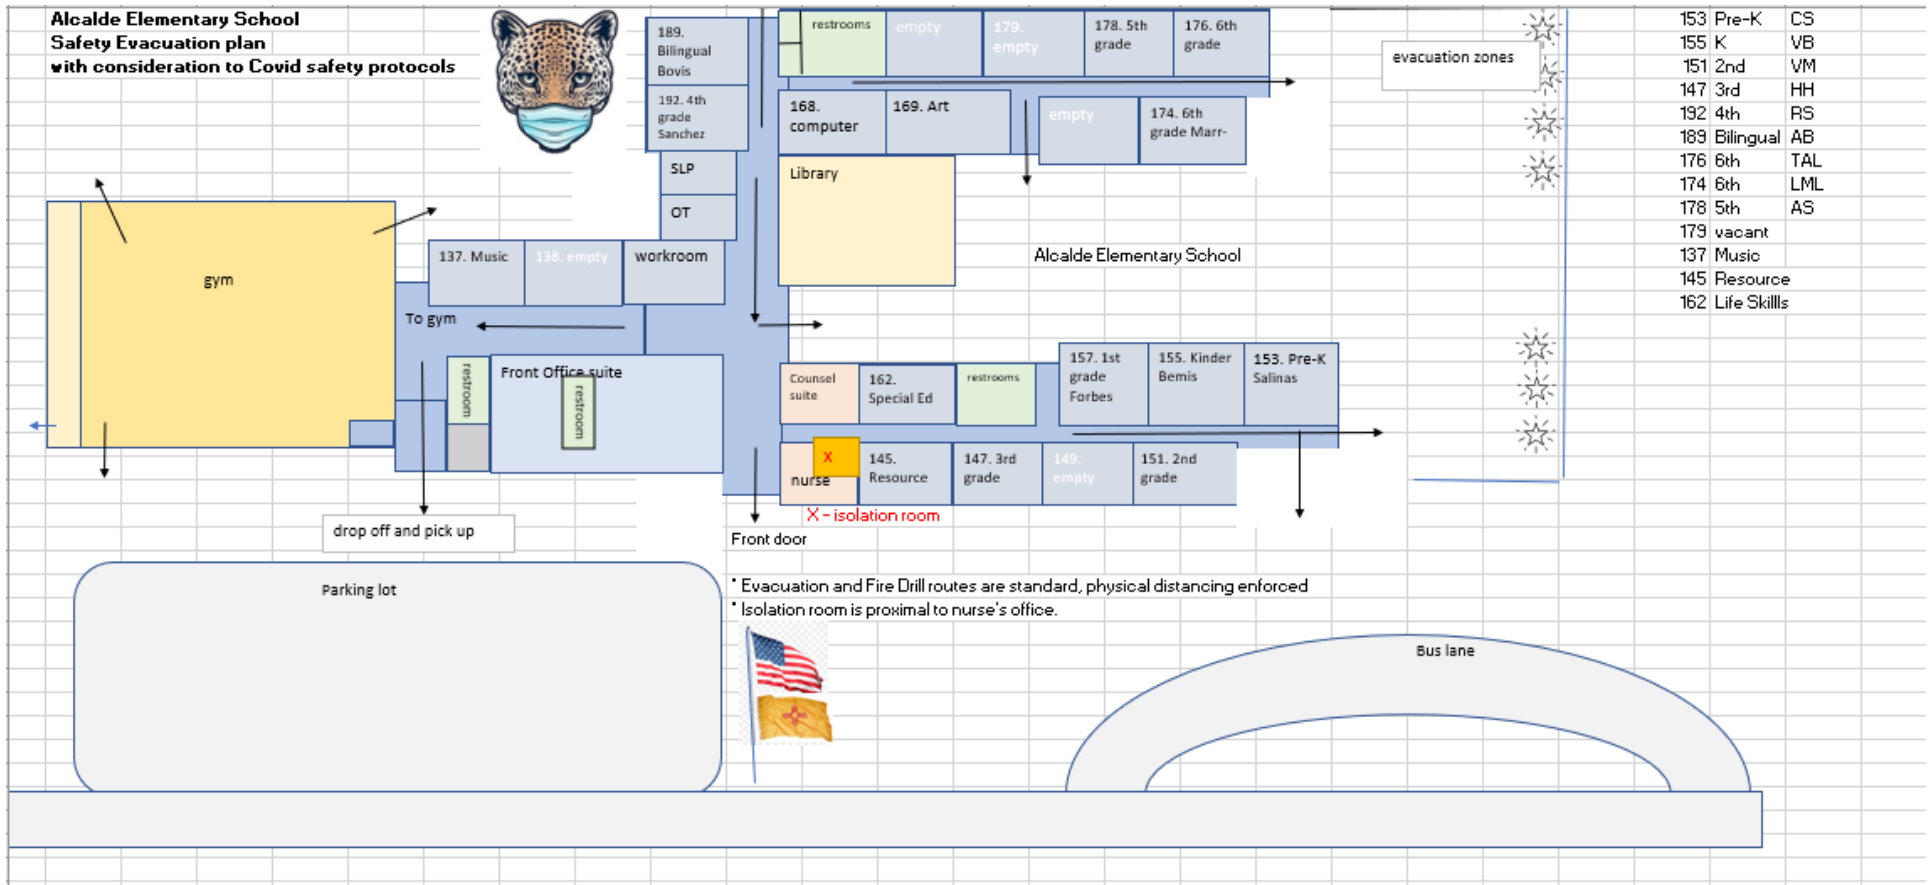 Alcalde Elementary School
Safety Evacuation plan
with consideration to Covid safety protocols
189.
Bilingual
Bovis
192. 4th
grade
Sanchez
SLP
OT
restrooms
empty
179.
empty
178. 5th
grade
176. 6th
grade
168.
computer
169. Art
empty
174. 6th
grade Marr-
Library
evacuation zones
153 Pre-K CS
155 K VB
151 2nd VM
147 3rd HH
192 4th RS
189 Bilingual AB
176 6th TAL
174 6th LML
178 5th AS
179 vacant
137 Music
145 Resource
162 Life Skillls
gym
137. Music
138. empty
workroom
Alcalde Elementary School
To gym
restroom
Front Office suite
restroom
Counsel
suite
162.
Special Ed
restrooms
157. 1st
grade
Forbes
155. Kinder
Bemis
153. Pre-K
Salinas
X
nurse
145.
Resource
147. 3rd
grade
149.
empty
151. 2nd
grade
X - isolation room
drop off and pick up
Front door
Parking lot
* Evacuation and Fire Drill routes are standard, physical distancing enforced
* Isolation room is proximal to nurse's office.
Bus lane